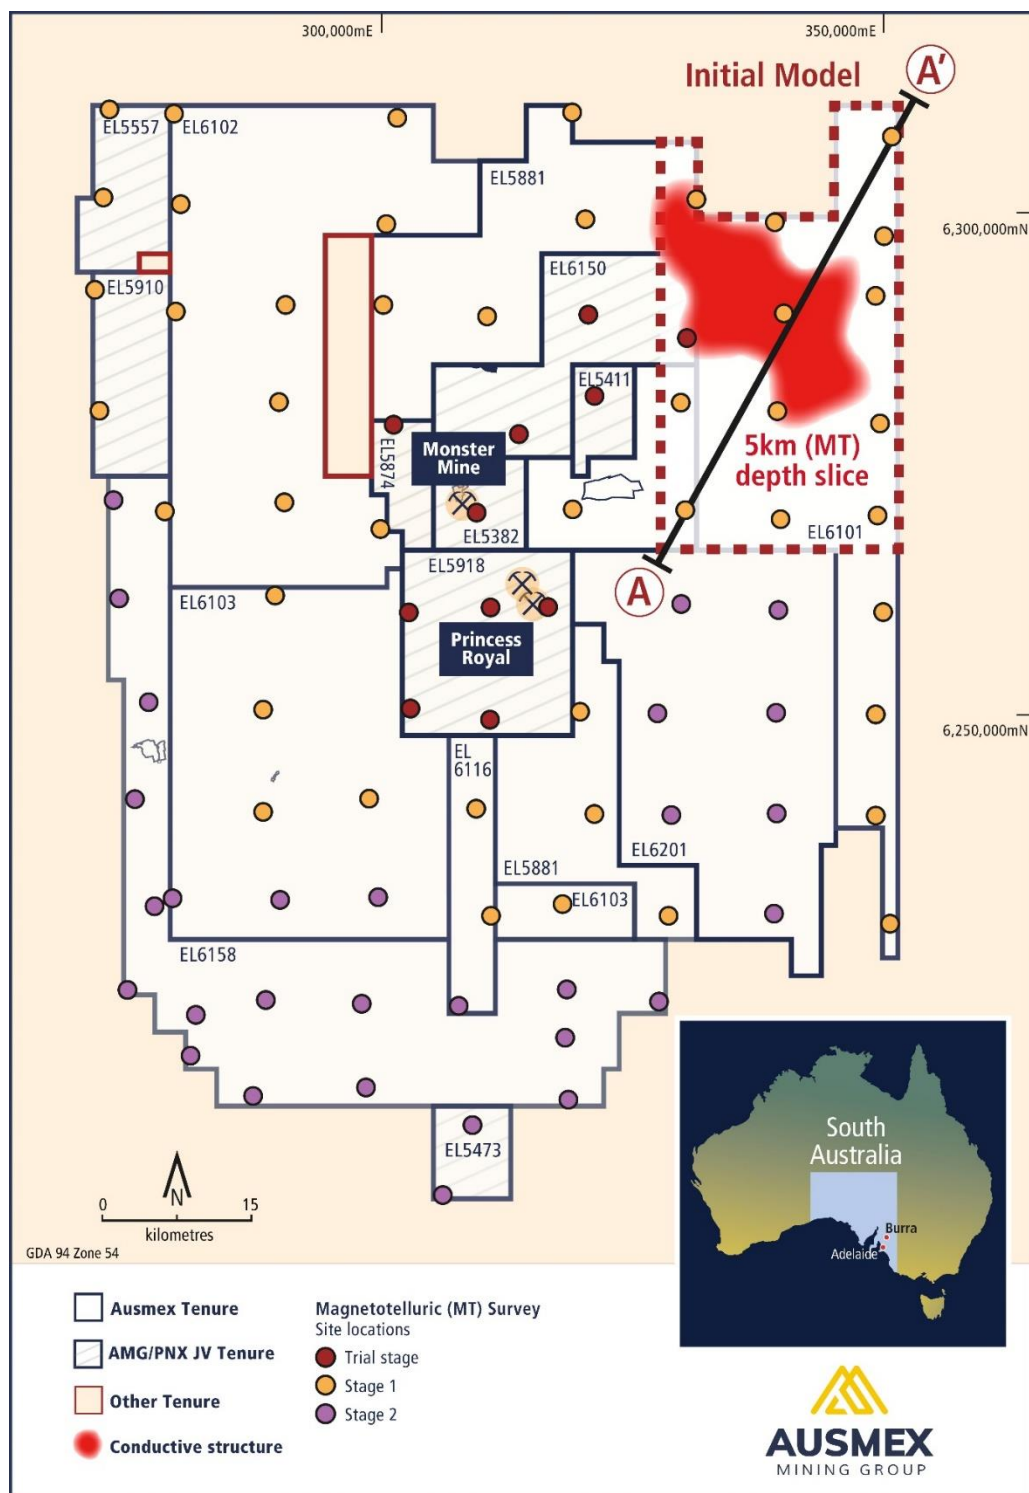 300,000mE
350,000mE
Initial Model
A'
EL5557
EL6102
EL5881
6,300,000mN
EL6150
EL5910
EL5411
Monster
Mine
EL5874
5km (MT)
depth slice
EL5382
EL6101
EL5918
A
EL6103
Princess
Royal
6,250,000mN
EL
6116
EL6201
EL5881
EL6103
EL6158
EL5473
N
0 15
kilometres
GDA 94 Zone 54
South
Australia
Burra
Adelaide
Ausmex Tenure
AMG/PNX JV Tenure
Other Tenure
Conductive structure
Magnetotelluric (MT) Survey
Site locations
Trial stage
Stage 1
Stage 2
AUSMEX
MINING GROUP